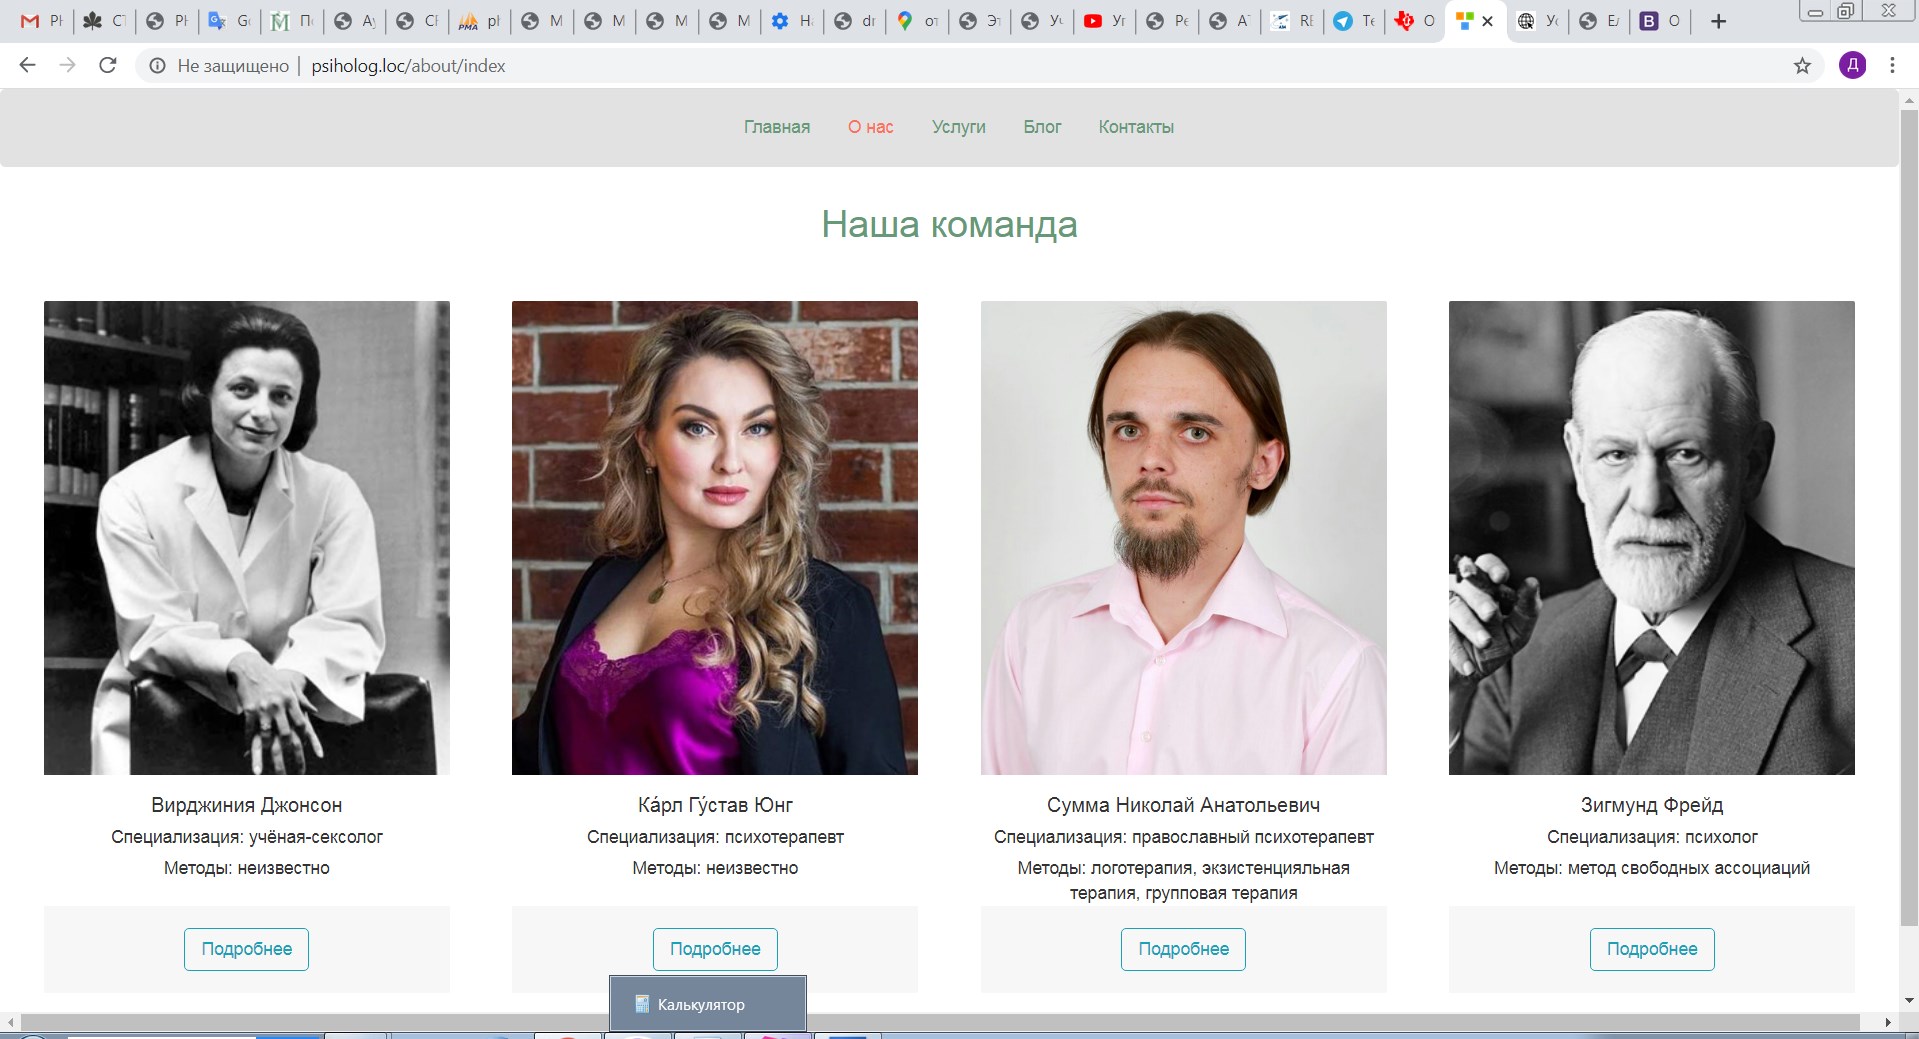 Не защищено | psiholog.loc/about/index
Д
Главная О нас Услуги Блог Контакты
Наша команда
Вирджиния Джонсон
Специализация: учёная-сексолог
Методы: неизвестно
Подробнее
Ка́рл Гу́став Юнг
Специализация: психотерапевт
Методы: неизвестно
Подробнее
Сумма Николай Анатольевич
Специализация: православный психотерапевт
Методы: логотерапия, экзистенцияльная
терапия, групповая терапия
Подробнее
Зигмунд Фрейд
Специализация: психолог
Методы: метод свободных ассоциаций
Подробнее
Калькулятор